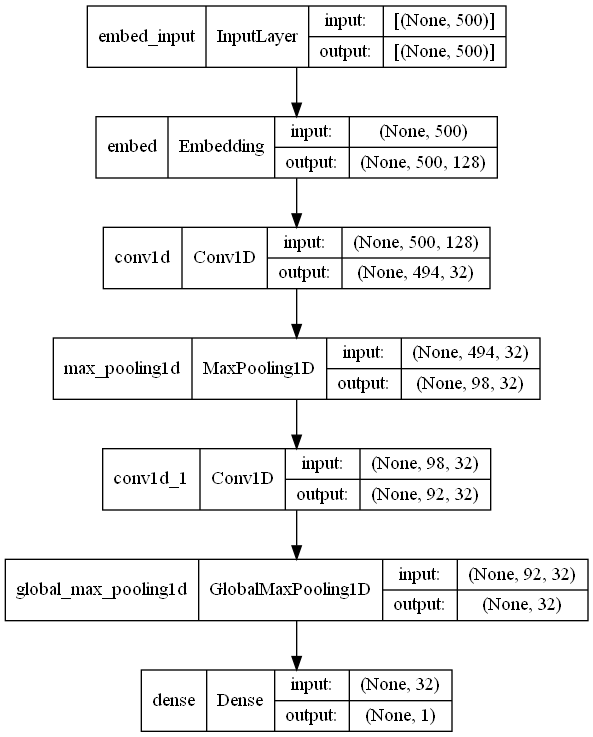 embed_input InputLayer input: [(None, 500)]
output: [(None, 500)]
embed Embedding input: (None, 500)
output: (None, 500, 128)
conv1d Conv1D input: (None, 500, 128)
output: (None, 494, 32)
max_pooling1d MaxPooling1D input: (None, 494, 32)
output: (None, 98, 32)
conv1d_1 Conv1D input: (None, 98, 32)
output: (None, 92, 32)
global_max_pooling1d GlobalMaxPooling1D input: (None, 92, 32)
output: (None, 32)
dense Dense input: (None, 32)
output: (None, 1)